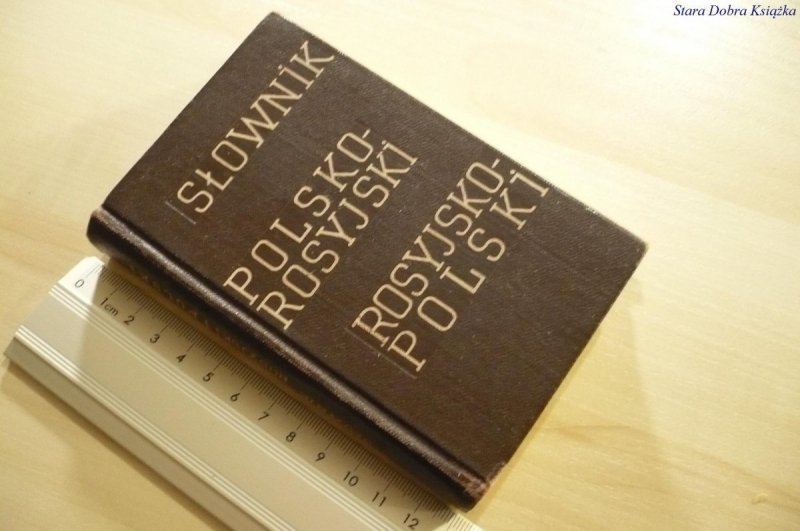 Stara Dobra Książka
SŁOWNIK
POLSKO-
ROSYJSKI
ROSYJSKO-
POLSKI
0 1cm 2 3 4 5 6 7 8 9 10 11 12